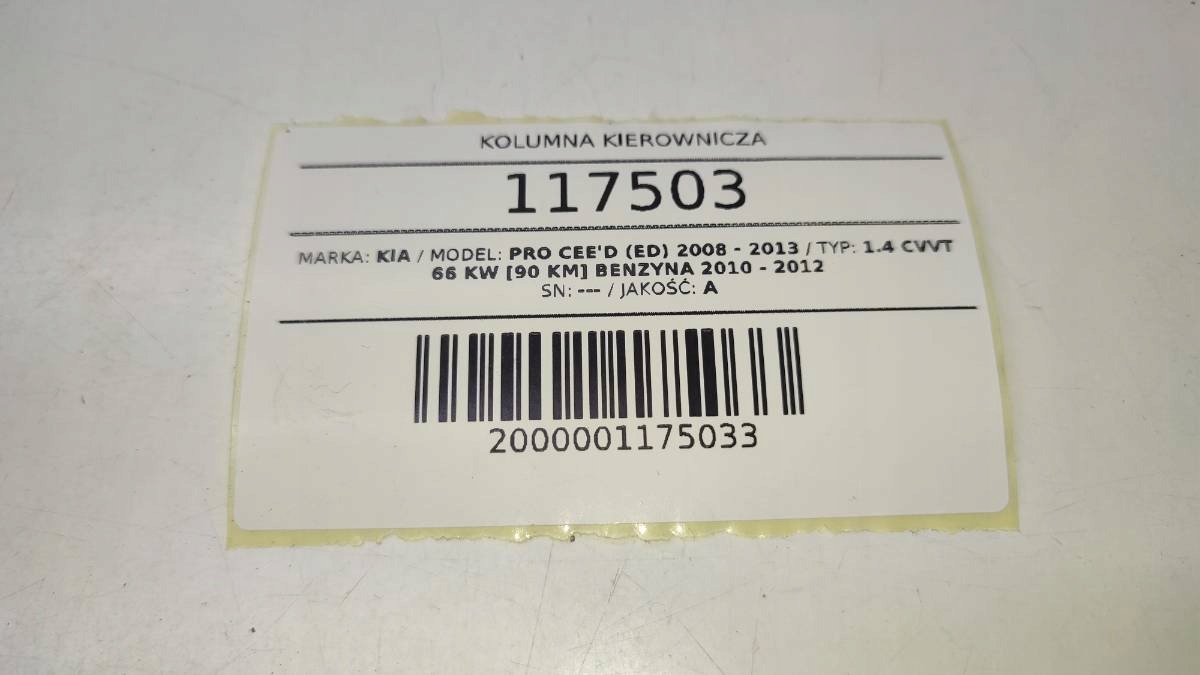 KOLUMNA KIEROWNICZA
117503
MARKA: KIA / MODEL: PRO CEE'D (ED) 2008 - 2013 / TYP: 1.4 CVVT
66 KW [90 KM] BENZYNA 2010 - 2012
SN: --- / JAKOŚĆ: A
2000001175033